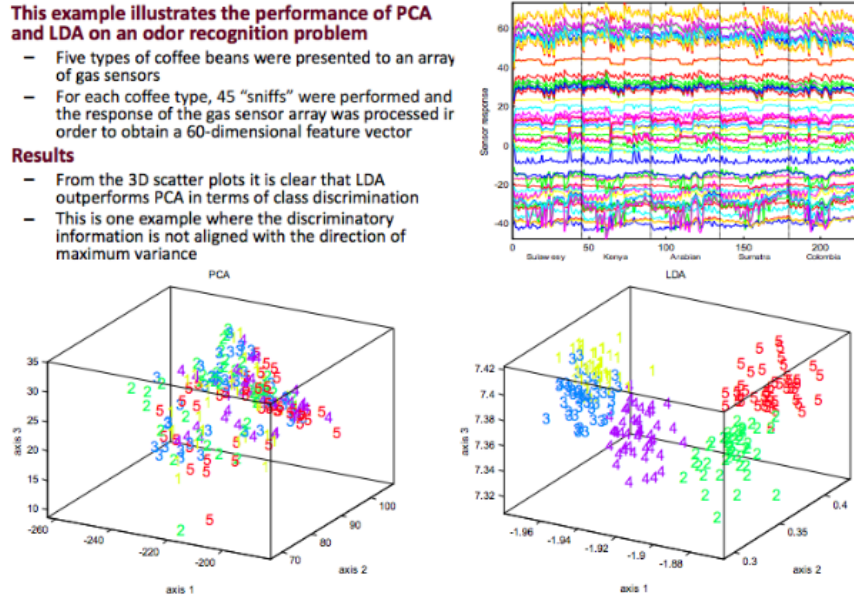 This example illustrates the performance of PCA
and LDA on an odor recognition problem
– Five types of coffee beans were presented to an array
of gas sensors
– For each coffee type, 45 “sniffs” were performed and
the response of the gas sensor array was processed in
order to obtain a 60-dimensional feature vector
Results
– From the 3D scatter plots it is clear that LDA
outperforms PCA in terms of class discrimination
– This is one example where the discriminatory
information is not aligned with the direction of
maximum variance
Sensor response
60
40
20
0
-20
-40
0 50 100 150 200
Sulawesy Kenya Arabian Sumatra Colombia
PCA
axis 3
35
30
25
20
15
10
-260 -240 -220 -200
axis 1
70 80 90 100
axis 2
LDA
axis 3
7.42
7.4
7.38
7.36
7.34
7.32
-1.96 -1.94 -1.92 -1.9 -1.88
axis 1
0.3 0.35 0.4
axis 2